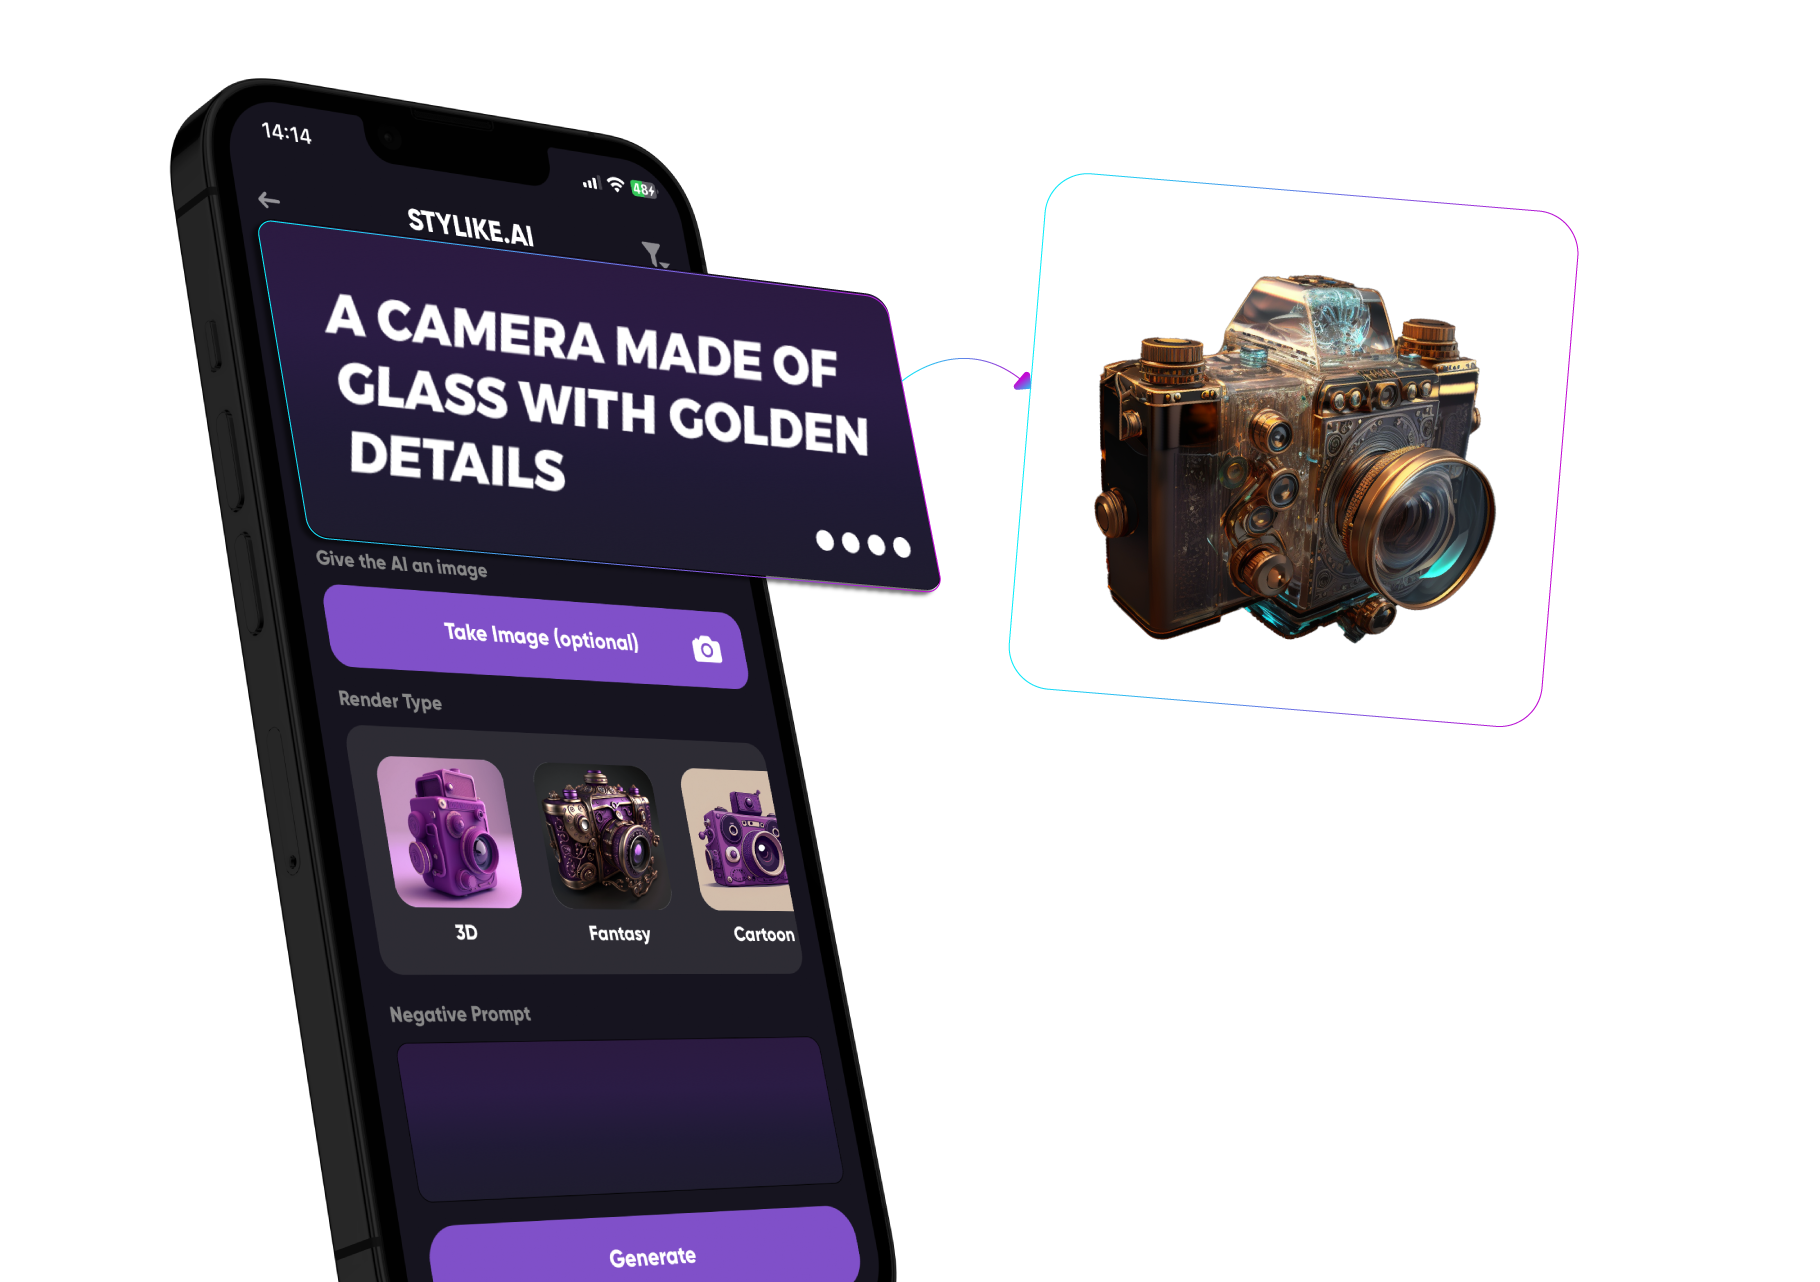 14:14
48
STYLIKE.AI
A CAMERA MADE OF
GLASS WITH GOLDEN
DETAILS
Give the AI an image
Take Image (optional)
Render Type
3D
Fantasy
Cartoon
Negative Prompt
Generate